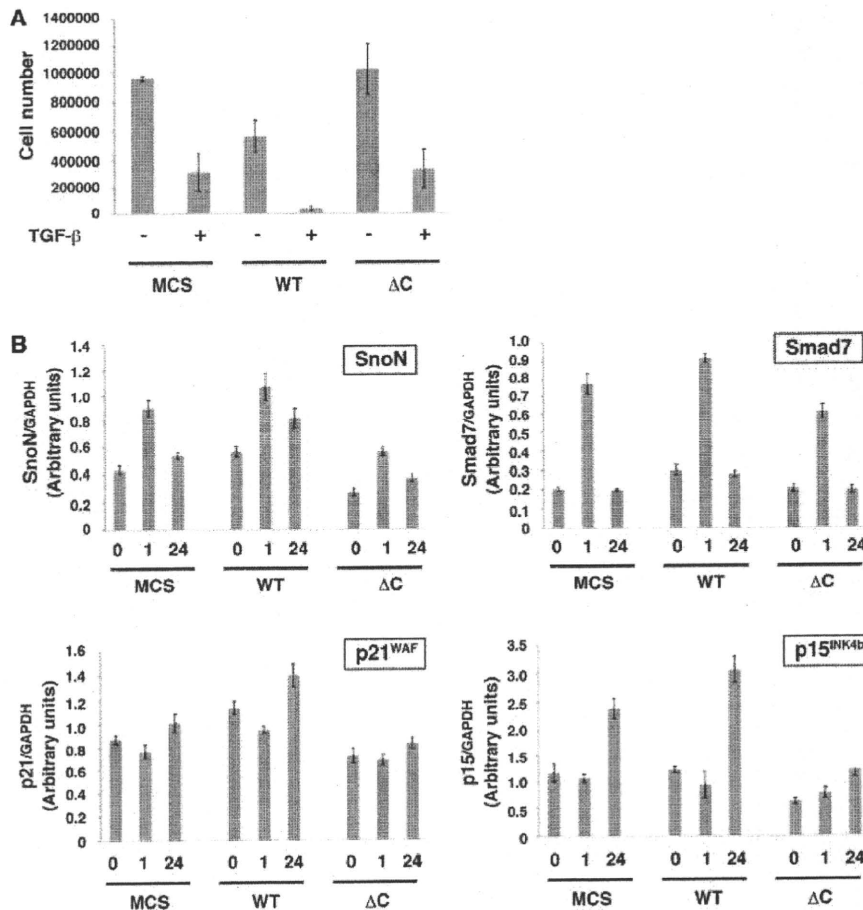 A
Cell number
1400000
1200000
1000000
800000
600000
400000
200000
0
TGF-β - + - + - +
MCS WT ΔC
B
SnoN
SnoN/GAPDH
(Arbitrary units)
1.4
1.2
1.0
0.8
0.6
0.4
0.2
0
0 1 24 0 1 24 0 1 24
MCS WT ΔC
Smad7
Smad7/GAPDH
(Arbitrary units)
1.0
0.9
0.8
0.7
0.6
0.5
0.4
0.3
0.2
0.1
0
0 1 24 0 1 24 0 1 24
MCS WT ΔC
p21WAF
p21/GAPDH
(Arbitrary units)
1.6
1.4
1.2
1.0
0.8
0.6
0.4
0.2
0
0 1 24 0 1 24 0 1 24
MCS WT ΔC
p15INK4b
p15/GAPDH
(Arbitrary units)
3.5
3.0
2.5
2.0
1.5
1.0
0.5
0
0 1 24 0 1 24 0 1 24
MCS WT ΔC